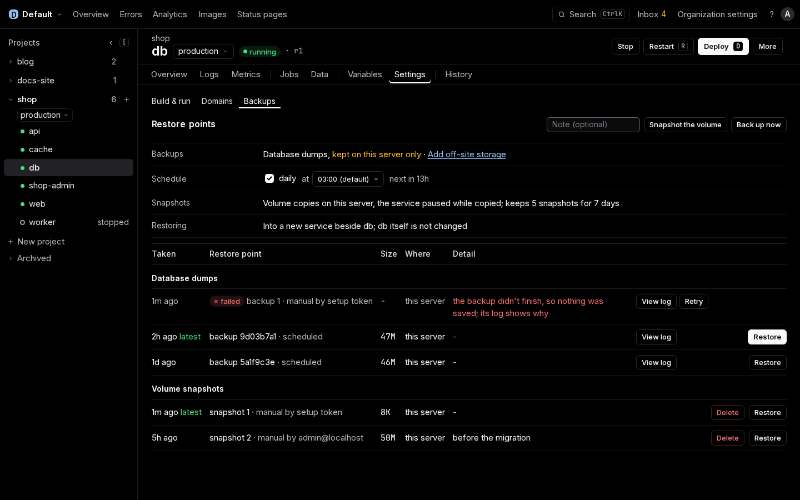 D Default Overview Errors Analytics Images Status pages Search CtrlK Inbox 4 Organization settings ? A
Projects ‹ [
blog 2
docs-site 1
shop 6 +
production
api
cache
db
shop-admin
web
worker stopped
+ New project
Archived
shop
db production running · r1 Stop Restart R Deploy D More
Overview Logs Metrics Jobs Data Variables Settings History
Build & run Domains Backups
Restore points Note (optional) Snapshot the volume Back up now
Backups Database dumps, kept on this server only · Add off-site storage
Schedule daily at 03:00 (default) next in 13h
Snapshots Volume copies on this server, the service paused while copied; keeps 5 snapshots for 7 days
Restoring Into a new service beside db; db itself is not changed
Taken Restore point Size Where Detail
Database dumps
1m ago failed backup 1 · manual by setup token - this server the backup didn't finish, so nothing was View log Retry
saved; its log shows why
2h ago latest backup 9d03b7a1 · scheduled 47M this server - View log Restore
1d ago backup 5a1f9c3e · scheduled 46M this server - View log Restore
Volume snapshots
1m ago latest snapshot 1 · manual by setup token 8K this server - Delete Restore
5h ago snapshot 2 · manual by admin@localhost 50M this server before the migration Delete Restore